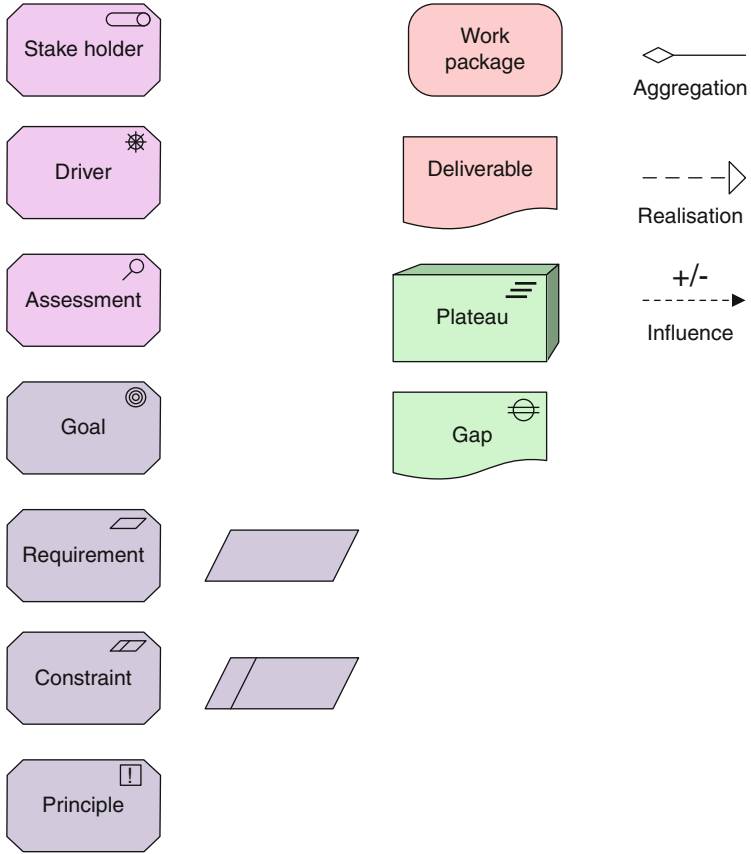 Stake holder
Driver
Assessment
Goal
Requirement
Constraint
!
Principle
Work
package
Deliverable
Plateau
Gap
Aggregation
Realisation
+/-
Influence